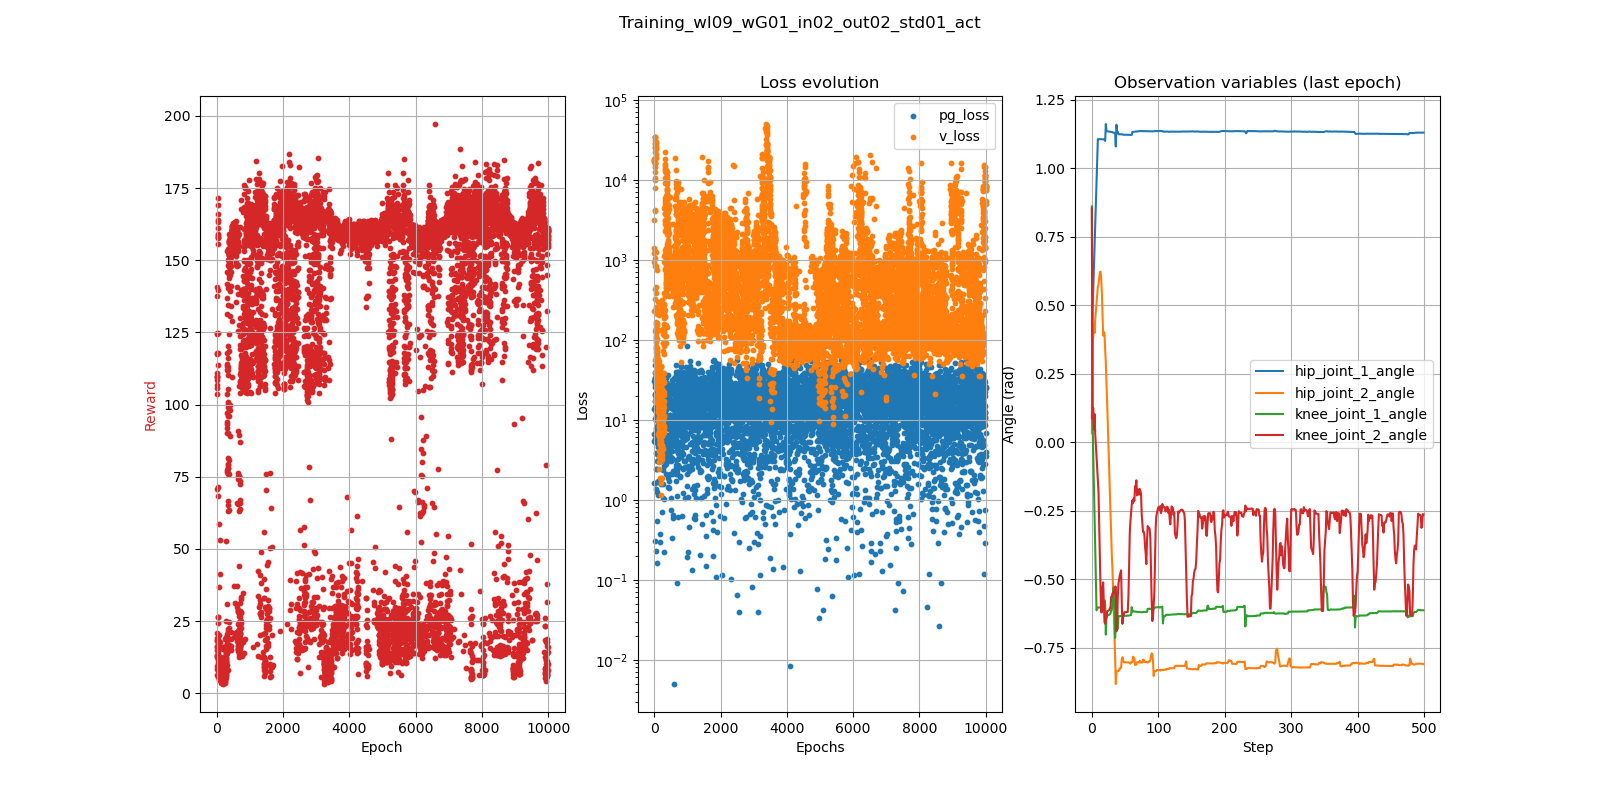 Training_wl09_wG01_in02_out02_std01_act
Reward
200
175
150
125
100
75
50
25
0
0 2000 4000 6000 8000 10000
Epoch
Loss evolution
Loss
10^5
10^4
10^3
10^2
10^1
10^0
10^-1
10^-2
pg_loss
v_loss
0 2000 4000 6000 8000 10000
Epochs
Observation variables (last epoch)
Angle (rad)
1.25
1.00
0.75
0.50
0.25
0.00
−0.25
−0.50
−0.75
hip_joint_1_angle
hip_joint_2_angle
knee_joint_1_angle
knee_joint_2_angle
0 100 200 300 400 500
Step